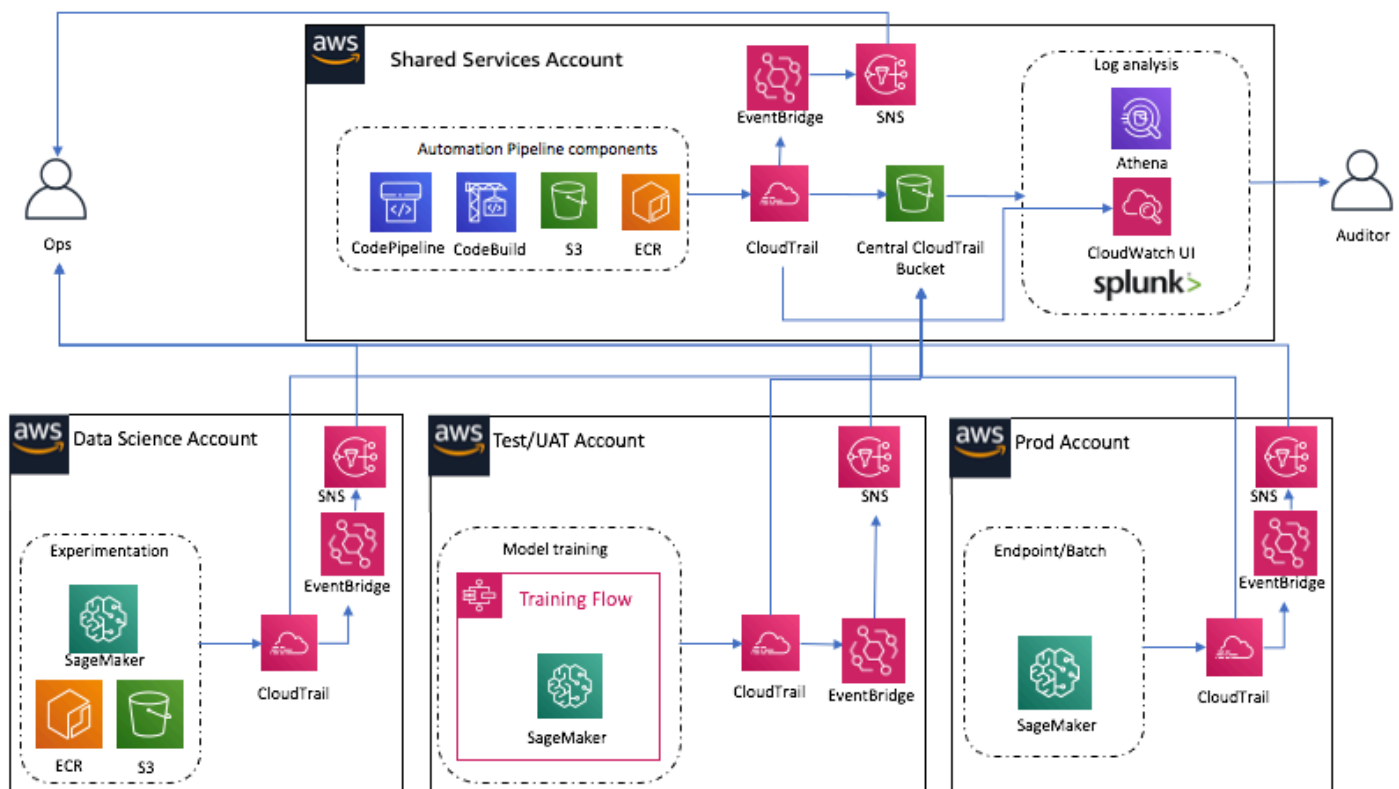 aws
Shared Services Account
Log analysis
EventBridge
SNS
Automation Pipeline components
Athena
CodePipeline
CodeBuild
S3
ECR
CloudTrail
Central CloudTrail
Bucket
CloudWatch UI
splunk>
Ops
Auditor
aws
Data Science Account
SNS
Experimentation
EventBridge
SageMaker
CloudTrail
ECR
S3
aws
Test/UAT Account
SNS
Model training
Training Flow
SageMaker
CloudTrail
EventBridge
aws
Prod Account
SNS
Endpoint/Batch
EventBridge
SageMaker
CloudTrail